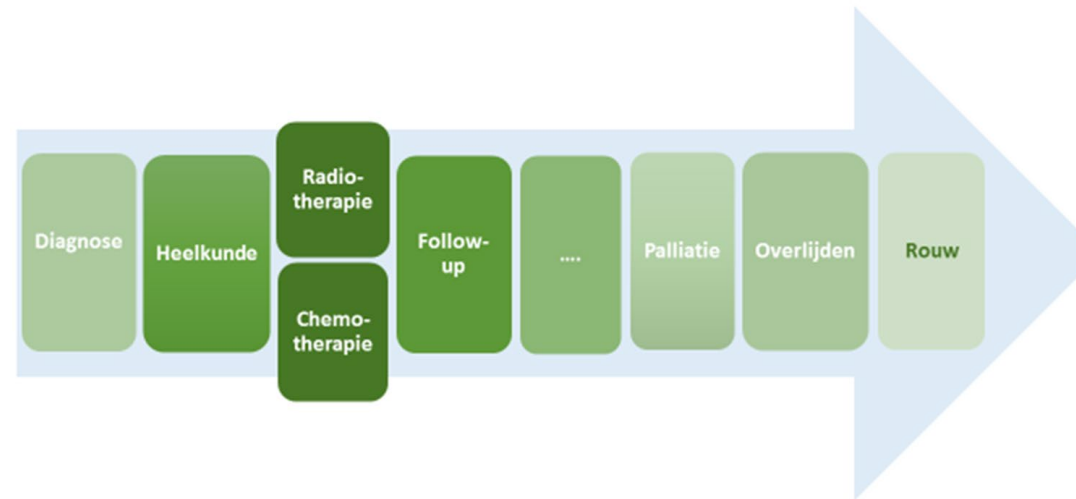 Diagnose
Heelkunde
Radio-
therapie
Chemo-
therapie
Follow-
up
....
Palliatie
Overlijden
Rouw